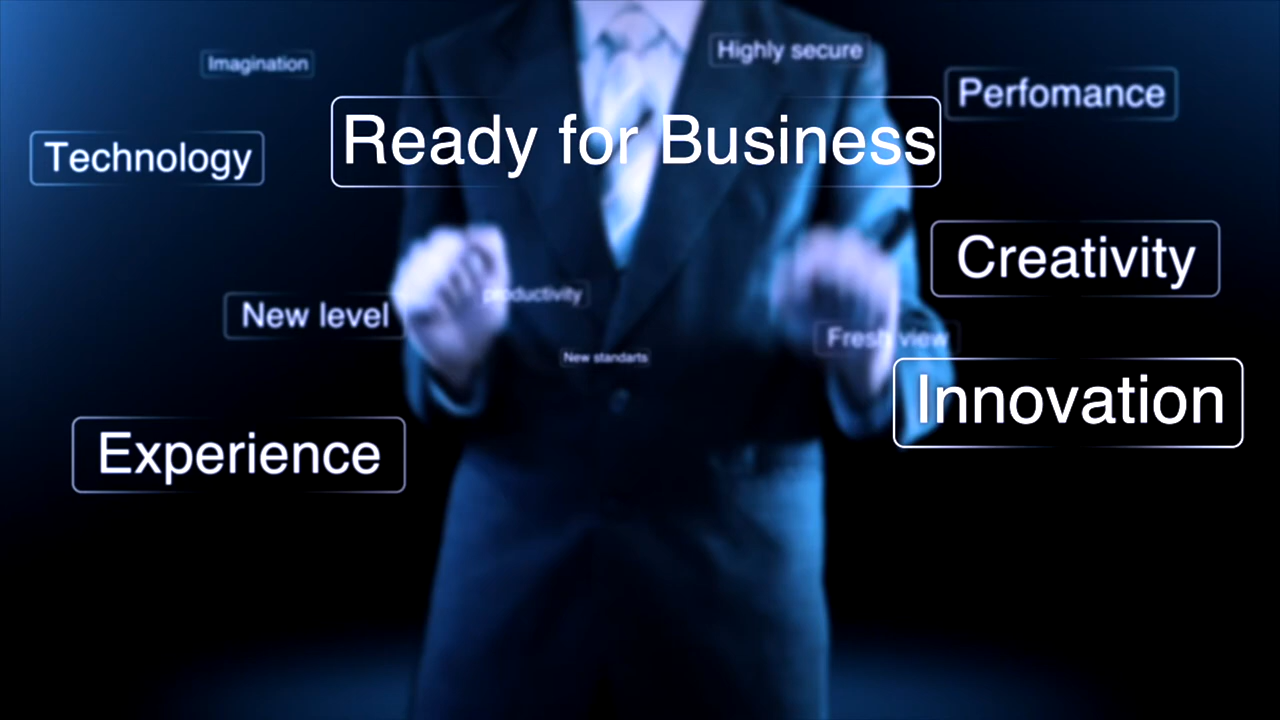 Imagination
Highly secure
Perfomance
Ready for Business
Technology
Creativity
productivity
New level
Fresh view
New standarts
Innovation
Experience